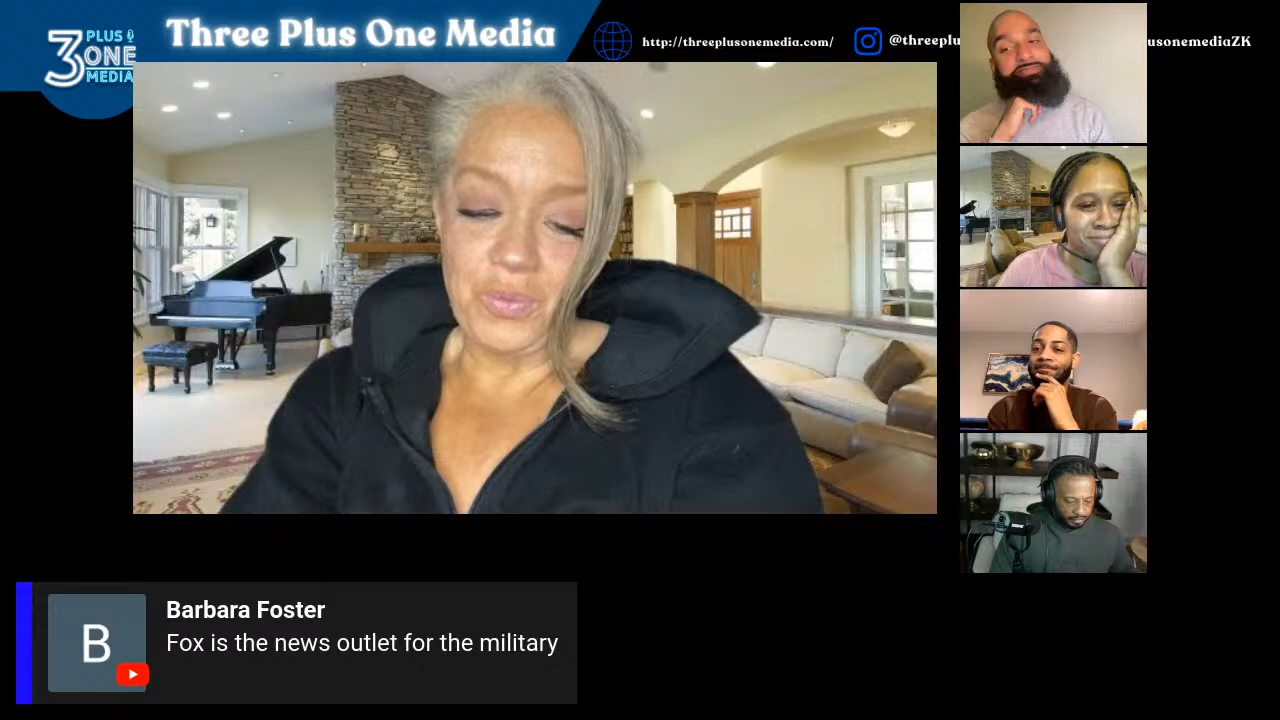 3 PLUS
ONE
MEDIA
Three Plus One Media
http://threeplusonemedia.com/
@threeplu
usonemediaZK
B
Barbara Foster
Fox is the news outlet for the military